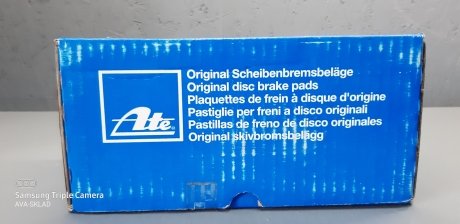 Ate
Original Scheibenbremsbeläge
Original disc brake pads
Plaquettes de frein à disque d'origine
Pastiglie per freni a disco originali
Pastillas de freno de disco originales
Original skivbromsbelägg
Samsung Triple Camera
AVA-SKLAD